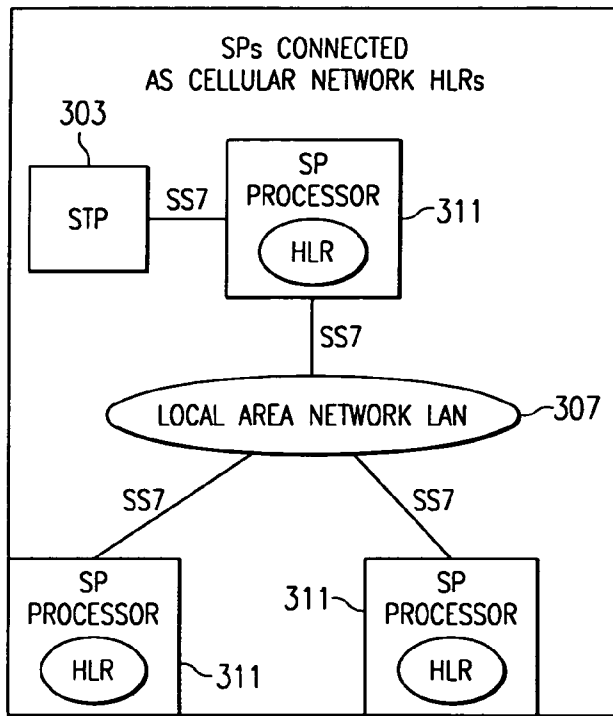 SPs CONNECTED
AS CELLULAR NETWORK HLRs
303
STP
SS7
SP
PROCESSOR
HLR
311
SS7
LOCAL AREA NETWORK LAN
307
SS7
SS7
SP
PROCESSOR
HLR
311
311
SP
PROCESSOR
HLR